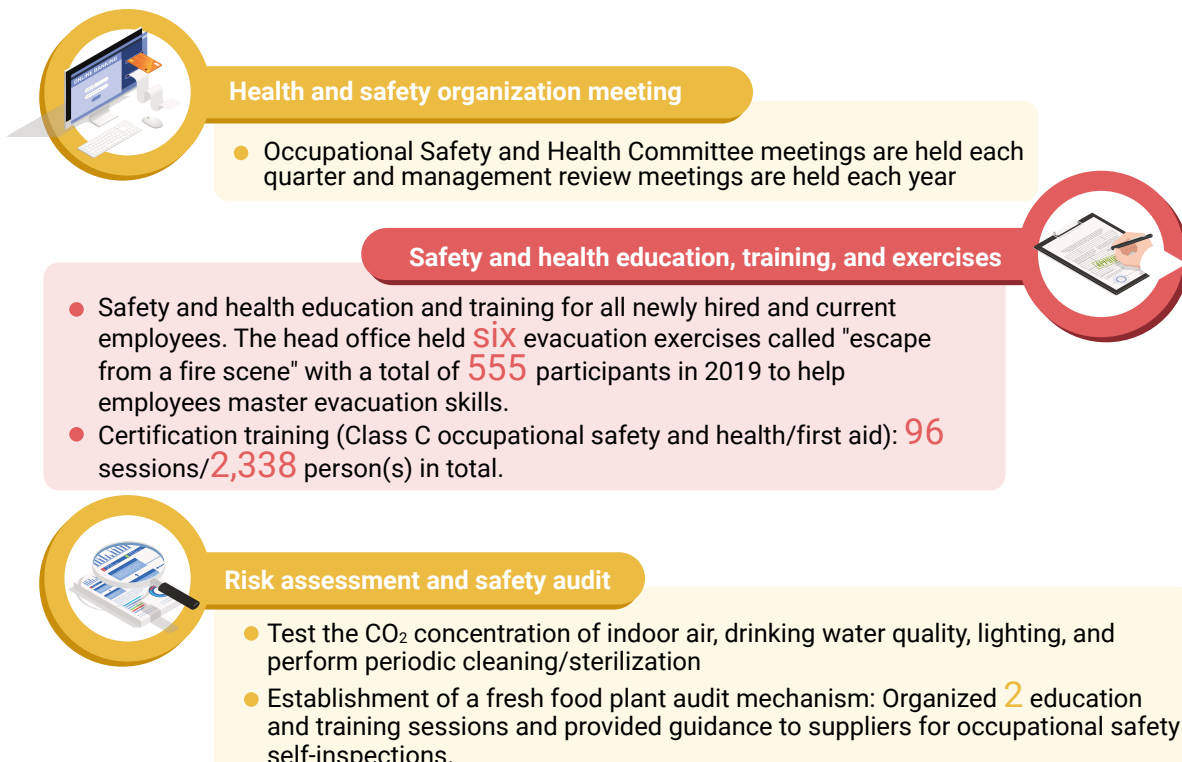 ONLINE BANKING
Health and safety organization meeting
● Occupational Safety and Health Committee meetings are held each
quarter and management review meetings are held each year
Safety and health education, training, and exercises
● Safety and health education and training for all newly hired and current
employees. The head office held six evacuation exercises called "escape
from a fire scene" with a total of 555 participants in 2019 to help
employees master evacuation skills.
● Certification training (Class C occupational safety and health/first aid): 96
sessions/2,338 person(s) in total.
Risk assessment and safety audit
● Test the CO₂ concentration of indoor air, drinking water quality, lighting, and
perform periodic cleaning/sterilization
● Establishment of a fresh food plant audit mechanism: Organized 2 education
and training sessions and provided guidance to suppliers for occupational safety
self-inspections.